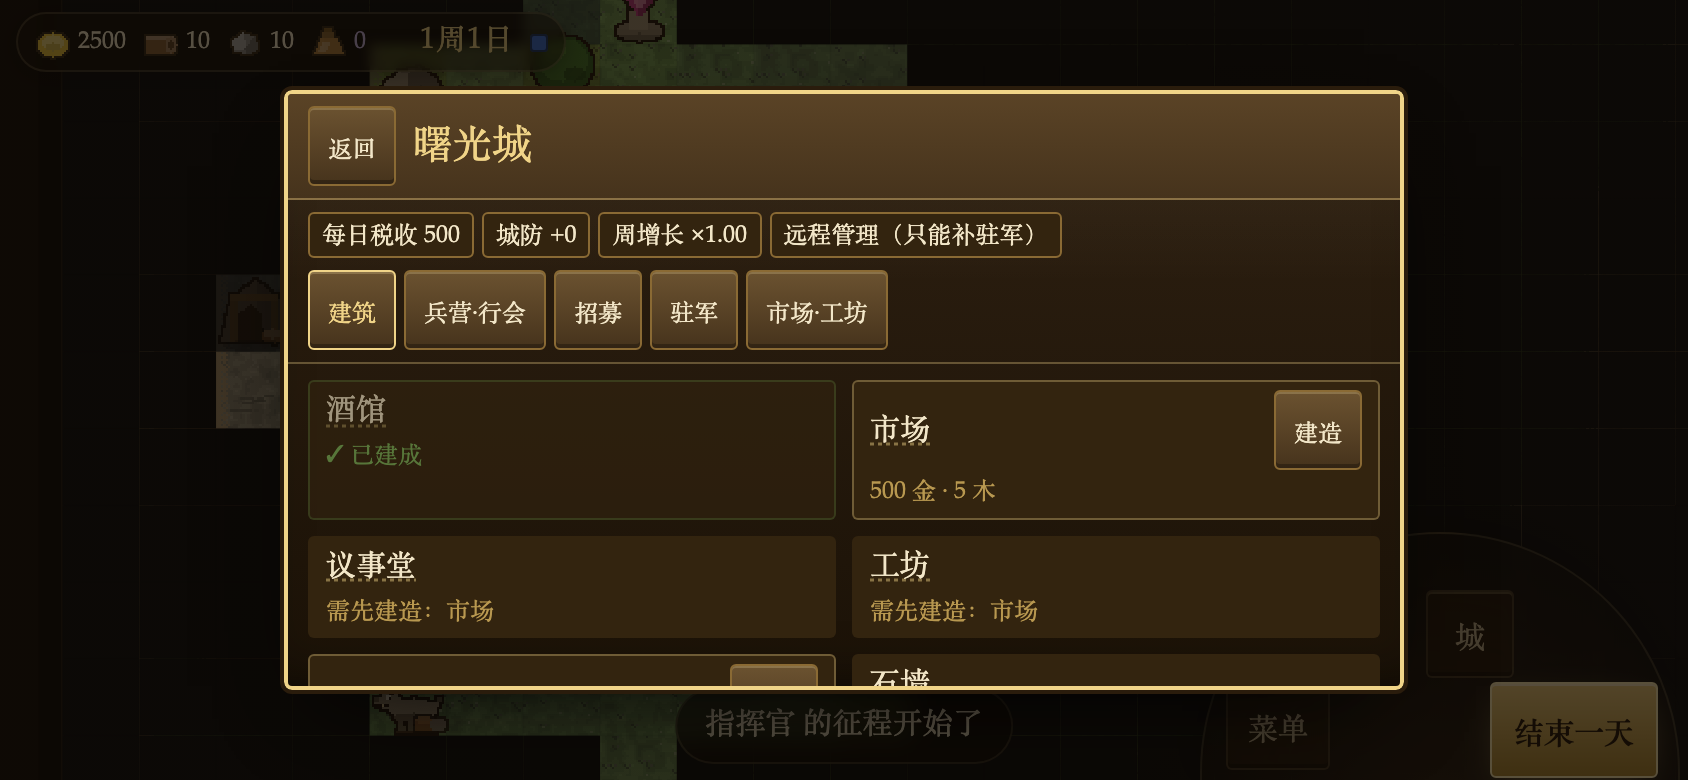 2500 10 10 0 1周1日
返回 曙光城
每日税收 500 城防 +0 周增长 ×1.00 远程管理（只能补驻军）
建筑 兵营·行会 招募 驻军 市场·工坊
酒馆
✓ 已建成
市场 建造
500 金 · 5 木
议事堂
需先建造：市场
工坊
需先建造：市场
石墙
城
指挥官 的征程开始了
菜单
结束一天